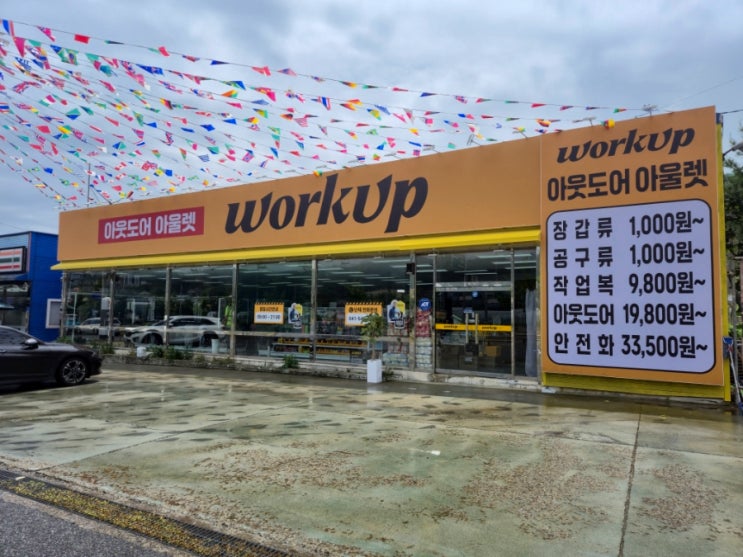 아웃도어 아울렛
workup
workup
아웃도어 아울렛
장갑류 1,000원~
공구류 1,000원~
작업복 9,800원~
아웃도어 19,800원~
안전화 33,500원~
workup
workup